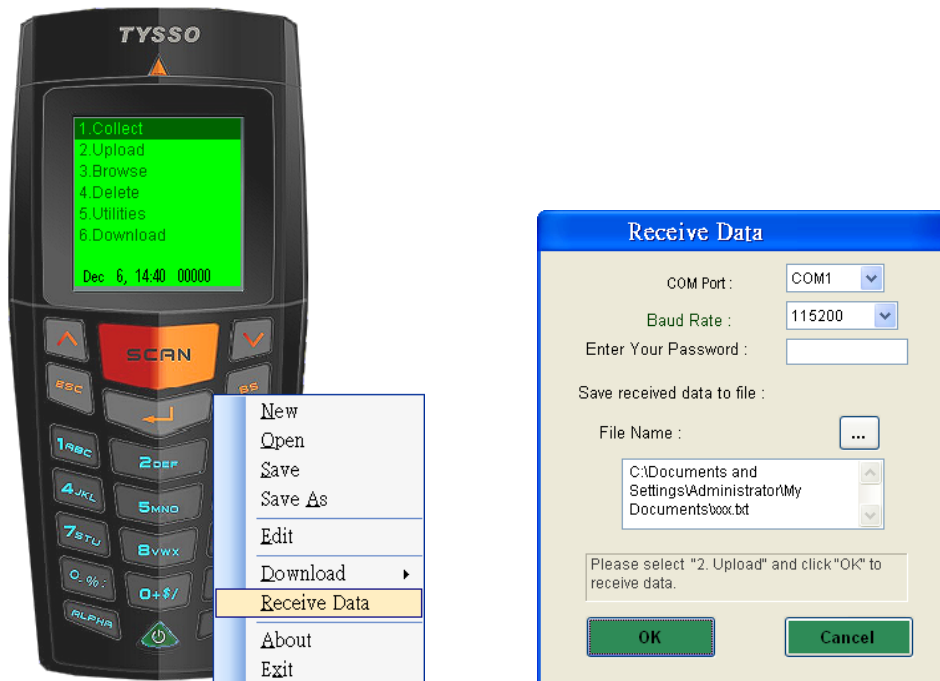 TYSSO
1.Collect
2.Upload
3.Browse
4.Delete
5.Utilities
6.Download
Dec 6, 14:40 00000
SCAN
ESC
BS
1ABC
2DEF
4JKL
5MNO
7STU
8VWX
0+$/
ALPHA
New
Open
Save
Save As
Edit
Download
Receive Data
About
Exit
Receive Data
COM Port :
COM1
Baud Rate :
115200
Enter Your Password :
Save received data to file :
File Name :
...
C:\Documents and
Settings\Administrator\My
Documents\xxx.txt
Please select "2. Upload" and click "OK" to
receive data.
OK
Cancel